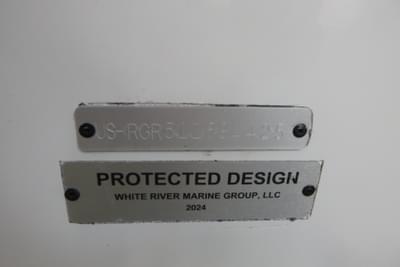 PROTECTED DESIGN
WHITE RIVER MARINE GROUP, LLC
2024